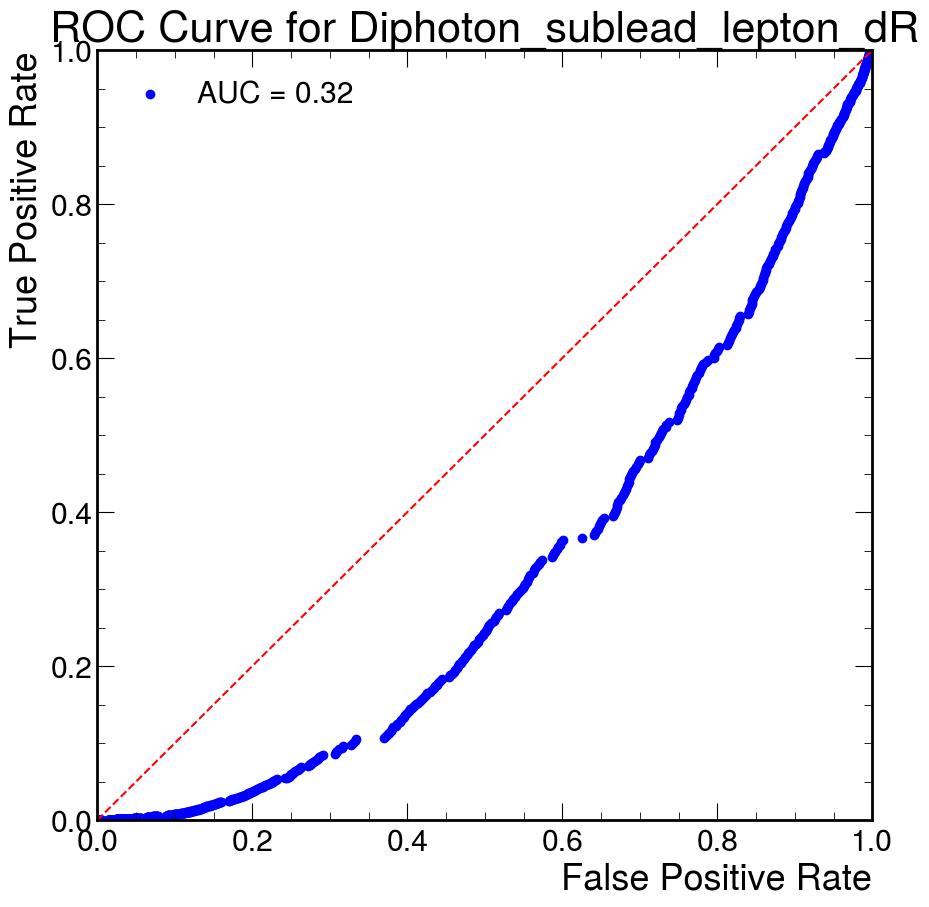 ROC Curve for Diphoton_sublead_lepton_dR
AUC = 0.32
True Positive Rate
1.0
0.8
0.6
0.4
0.2
0.0
0.0 0.2 0.4 0.6 0.8 1.0
False Positive Rate